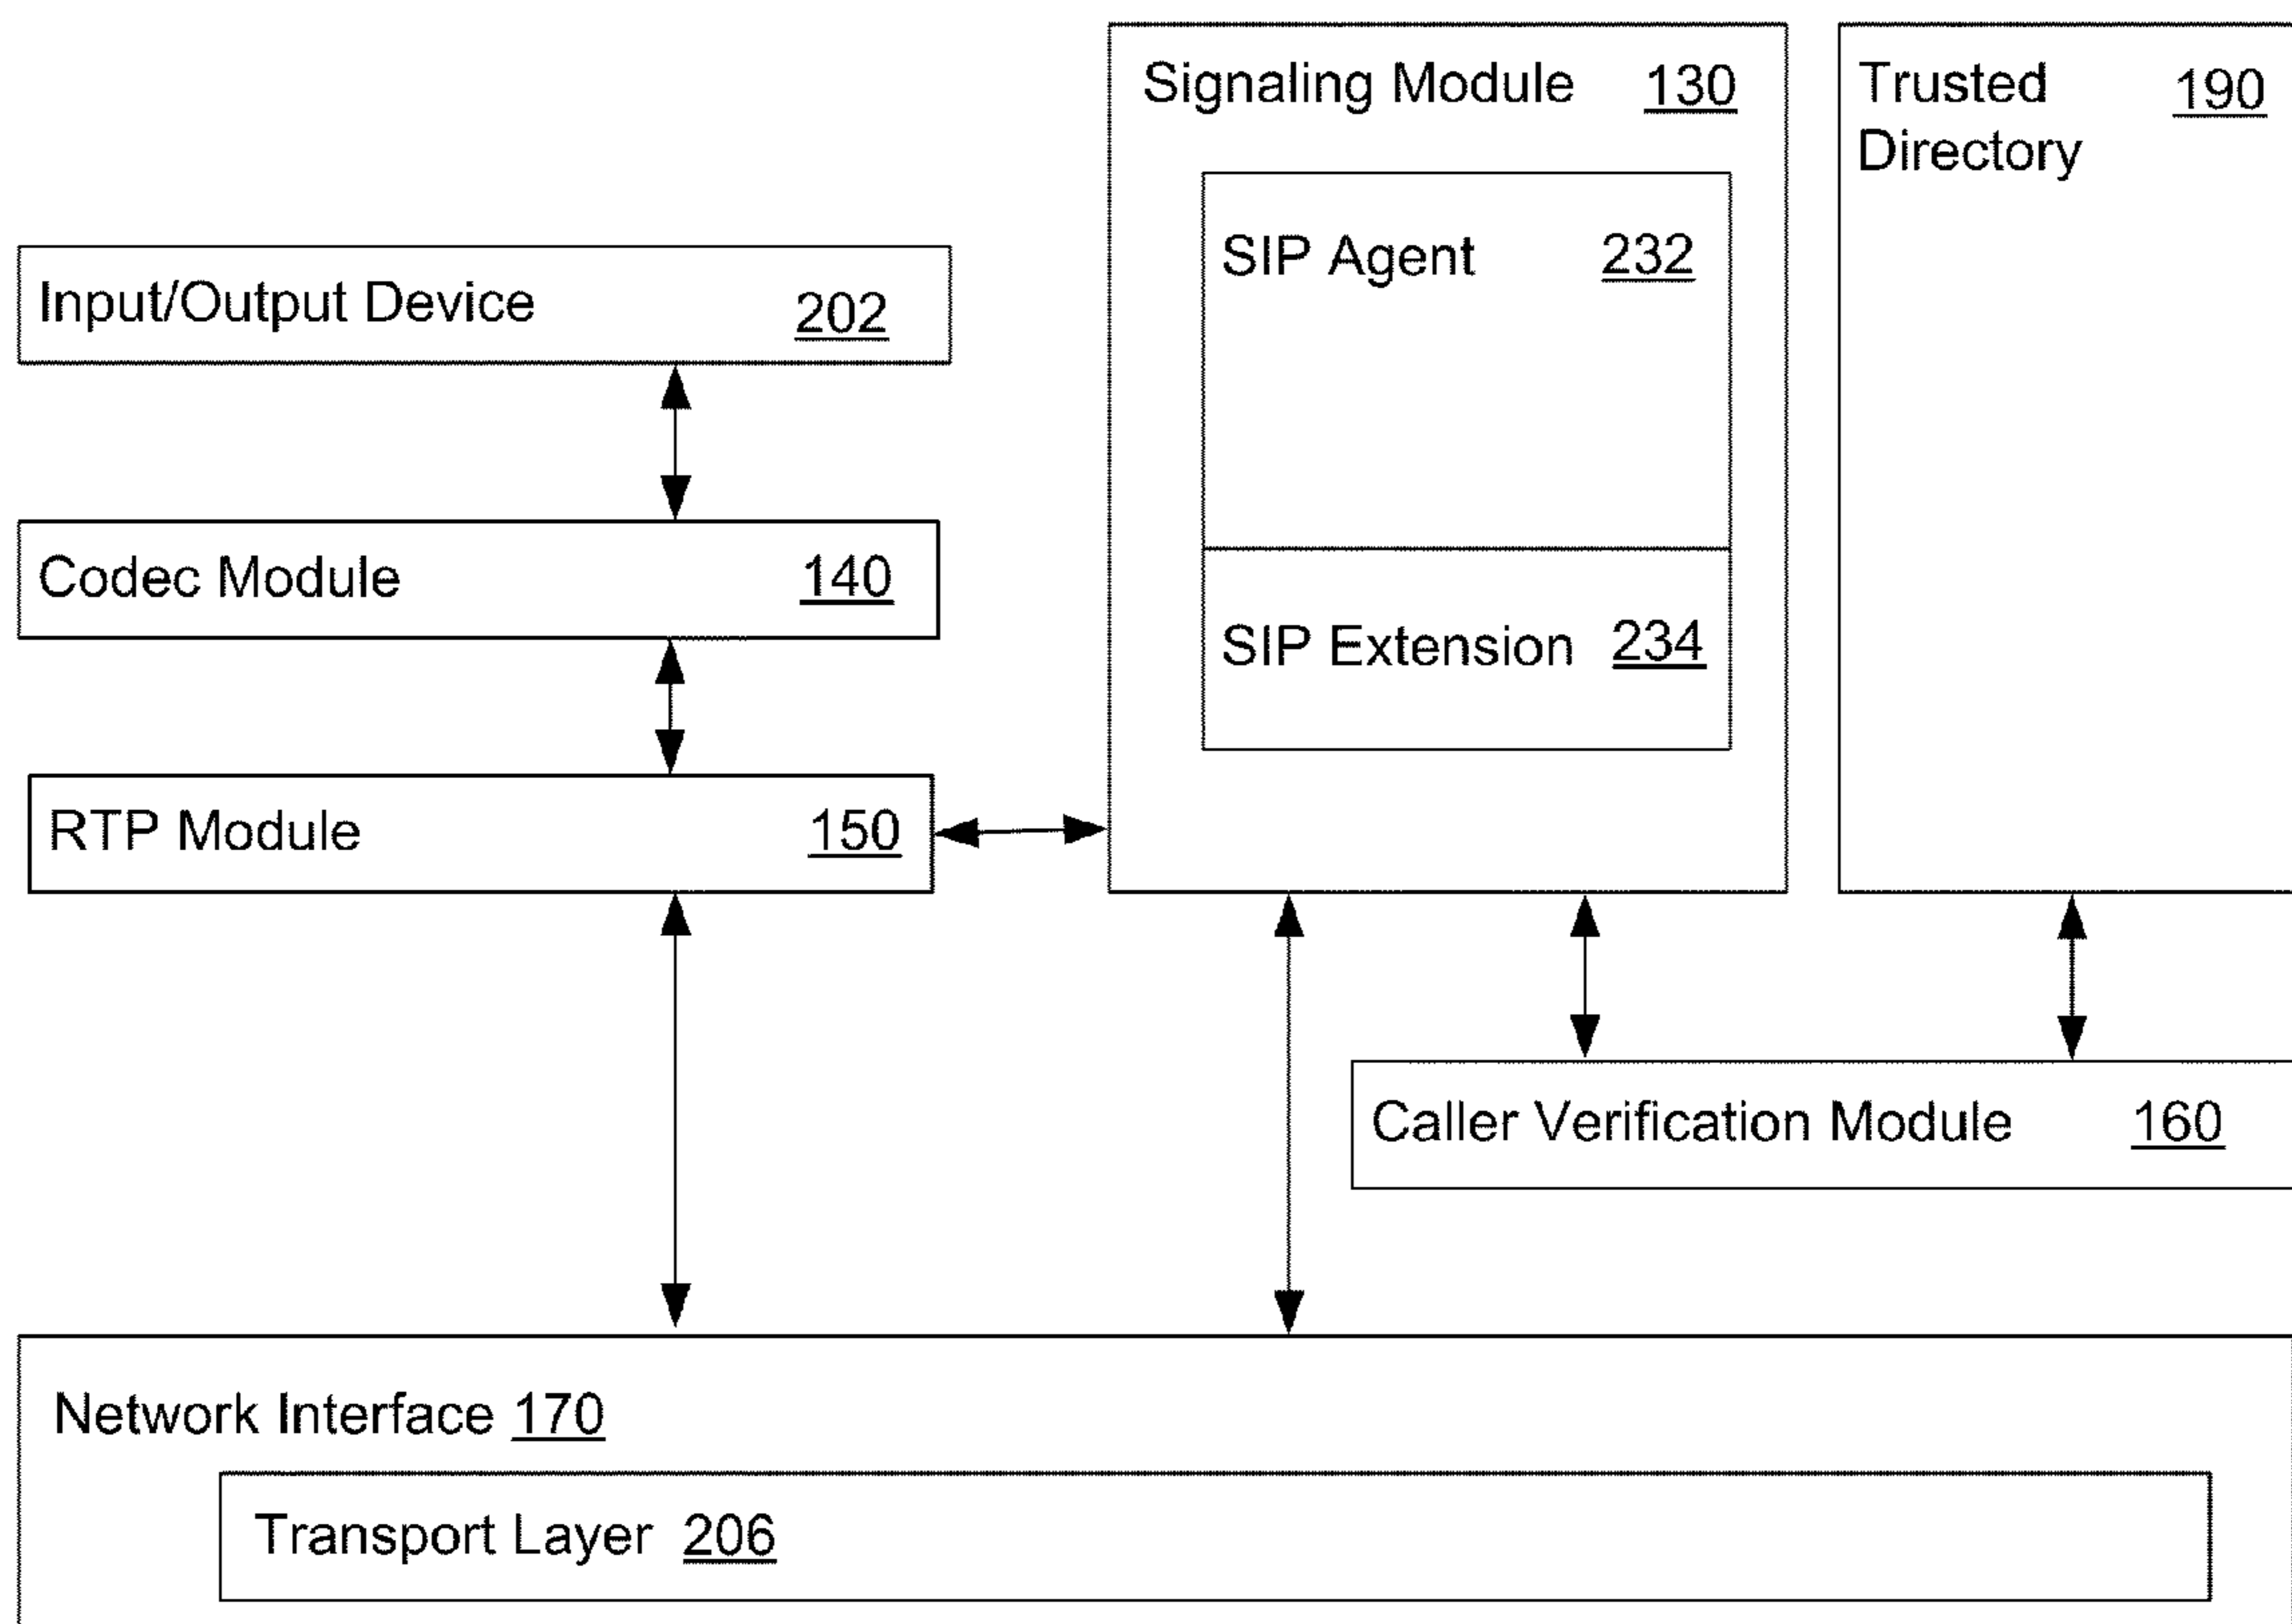 Signaling Module 130
Trusted 190
Directory
SIP Agent 232
Input/Output Device 202
Codec Module 140
SIP Extension 234
RTP Module 150
Caller Verification Module 160
Network Interface 170
Transport Layer 206